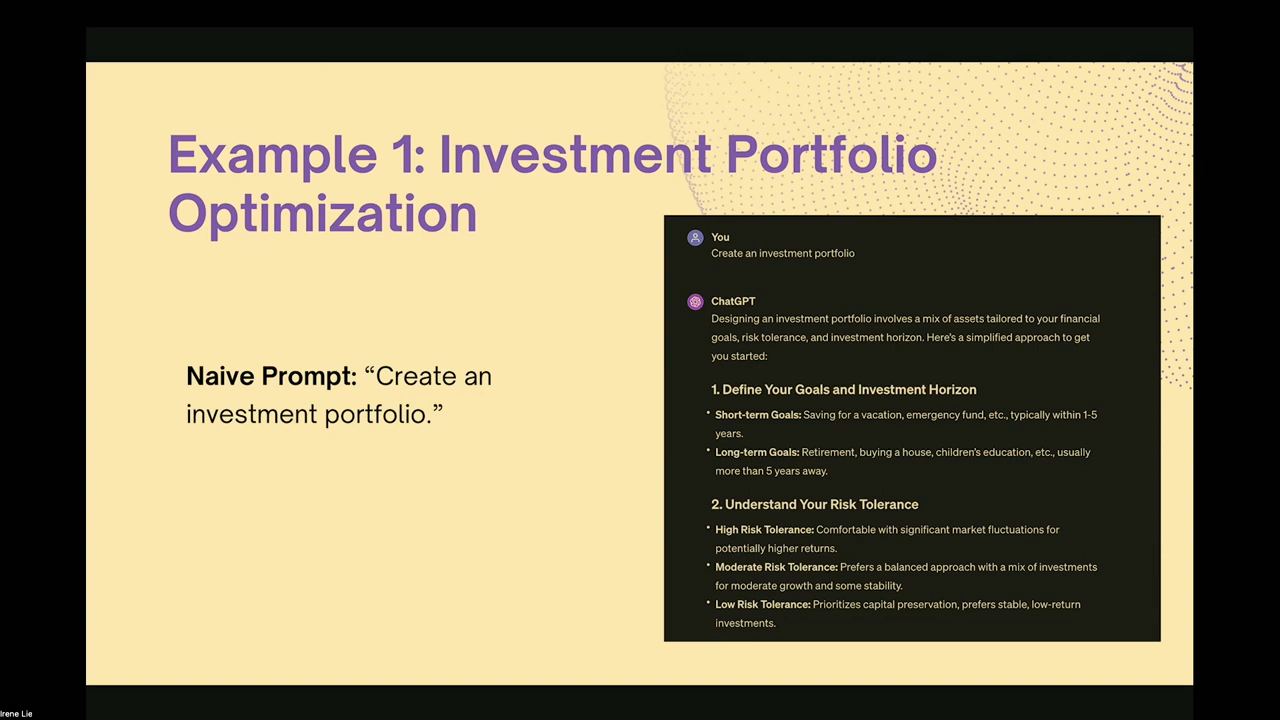 Example 1: Investment Portfolio
Optimization
Naive Prompt: “Create an
investment portfolio.”
You
Create an investment portfolio
ChatGPT
Designing an investment portfolio involves a mix of assets tailored to your financial
goals, risk tolerance, and investment horizon. Here's a simplified approach to get
you started:
1. Define Your Goals and Investment Horizon
• Short-term Goals: Saving for a vacation, emergency fund, etc., typically within 1-5
years.
• Long-term Goals: Retirement, buying a house, children's education, etc., usually
more than 5 years away.
2. Understand Your Risk Tolerance
• High Risk Tolerance: Comfortable with significant market fluctuations for
potentially higher returns.
• Moderate Risk Tolerance: Prefers a balanced approach with a mix of investments
for moderate growth and some stability.
• Low Risk Tolerance: Prioritizes capital preservation, prefers stable, low-return
investments.
Irene Lie